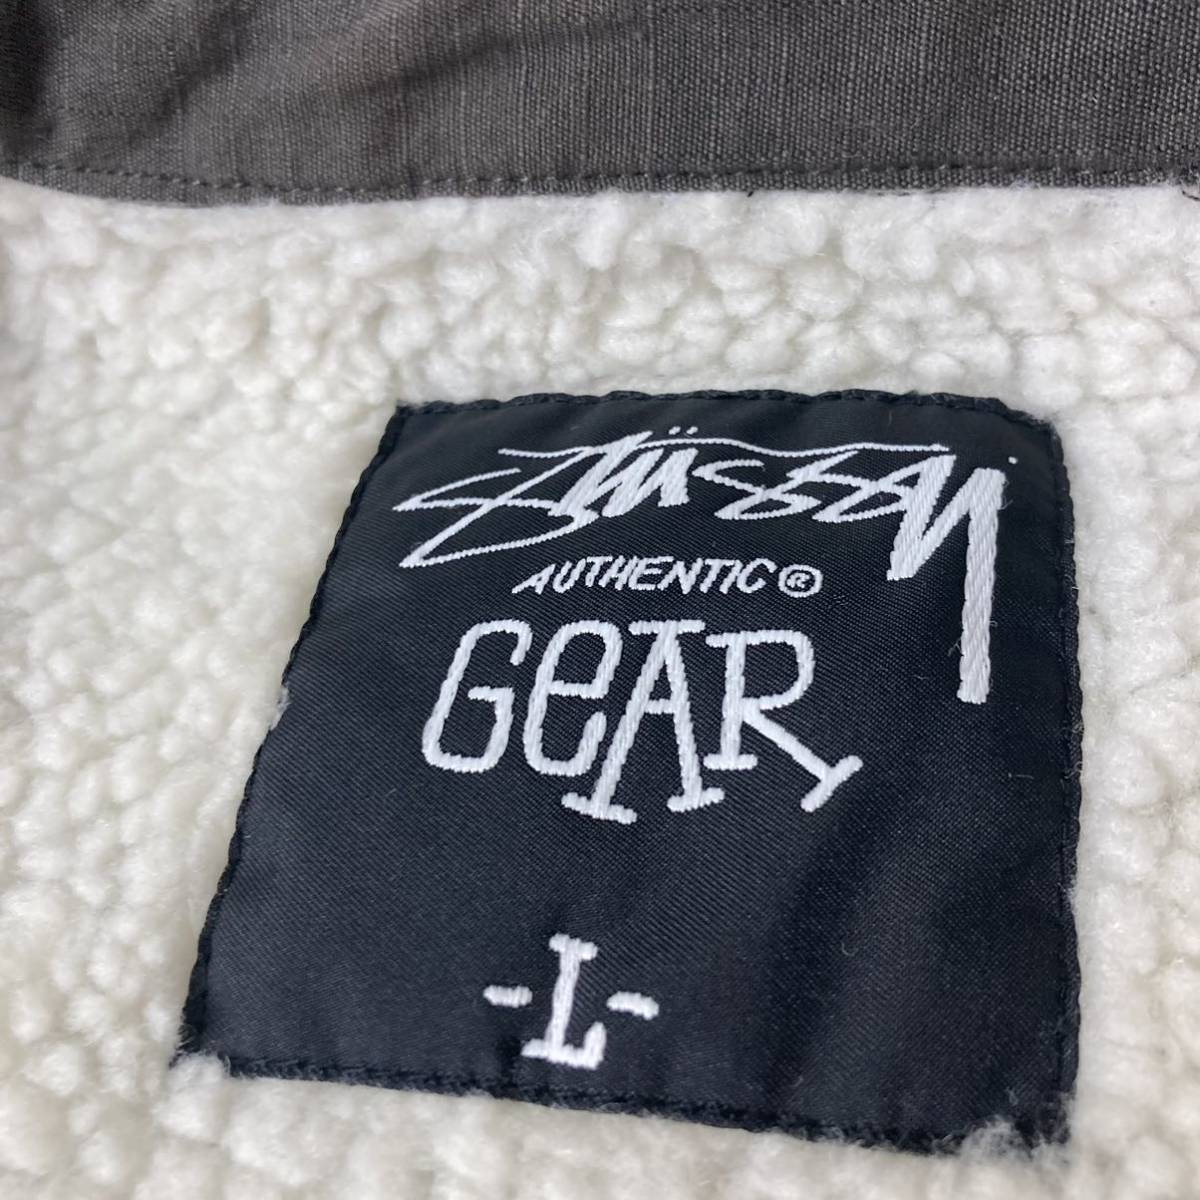 Stüssy
AUTHENTIC®
GeAR
-L-